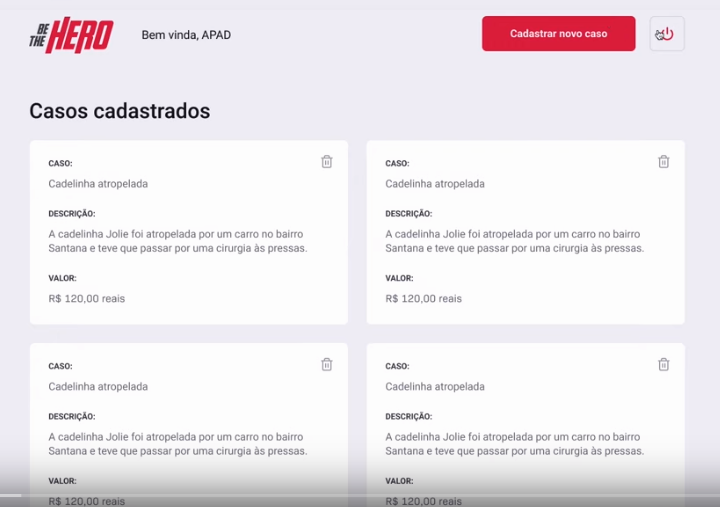 BE THE HERO
Bem vinda, APAD
Cadastrar novo caso
Casos cadastrados
CASO:
Cadelinha atropelada
DESCRIÇÃO:
A cadelinha Jolie foi atropelada por um carro no bairro
Santana e teve que passar por uma cirurgia às pressas.
VALOR:
R$ 120,00 reais
CASO:
Cadelinha atropelada
DESCRIÇÃO:
A cadelinha Jolie foi atropelada por um carro no bairro
Santana e teve que passar por uma cirurgia às pressas.
VALOR:
R$ 120,00 reais
CASO:
Cadelinha atropelada
DESCRIÇÃO:
A cadelinha Jolie foi atropelada por um carro no bairro
Santana e teve que passar por uma cirurgia às pressas.
VALOR:
R$ 120,00 reais
CASO:
Cadelinha atropelada
DESCRIÇÃO:
A cadelinha Jolie foi atropelada por um carro no bairro
Santana e teve que passar por uma cirurgia às pressas.
VALOR:
R$ 120,00 reais